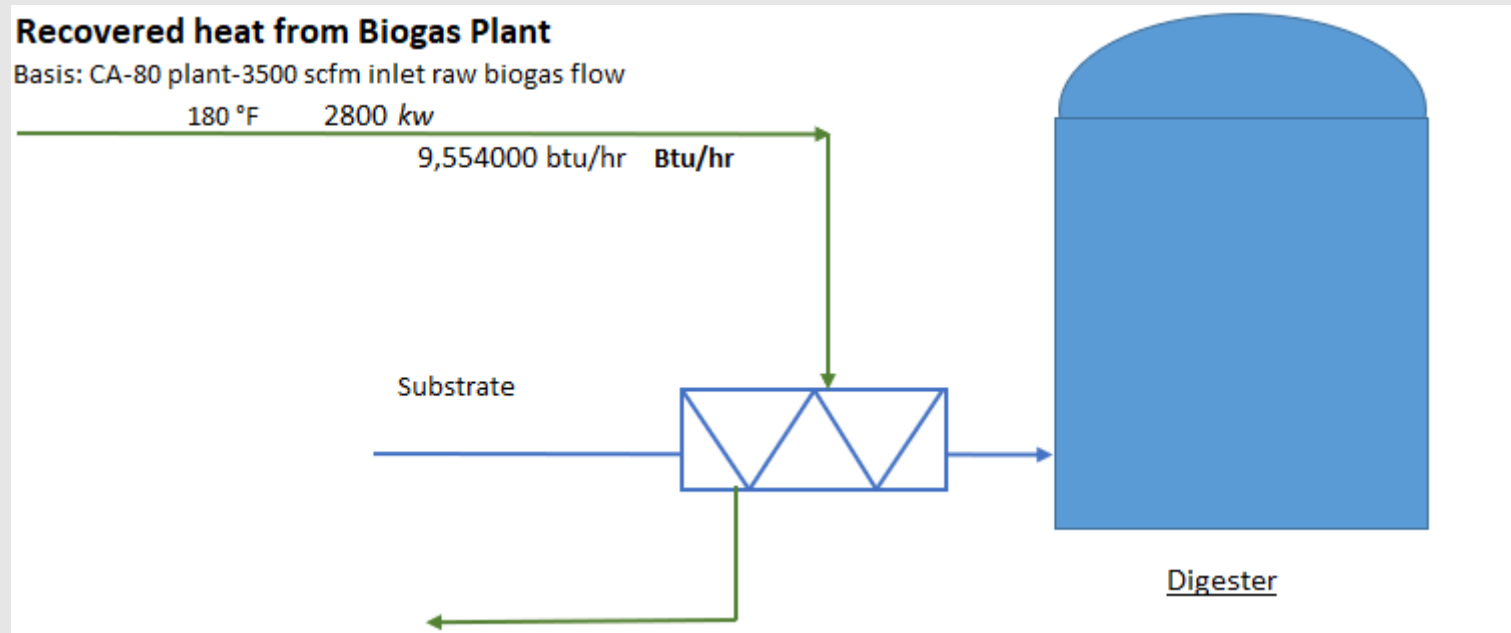 Recovered heat from Biogas Plant
Basis: CA-80 plant-3500 scfm inlet raw biogas flow
180 °F 2800 kw
9,554000 btu/hr Btu/hr
Substrate
Digester